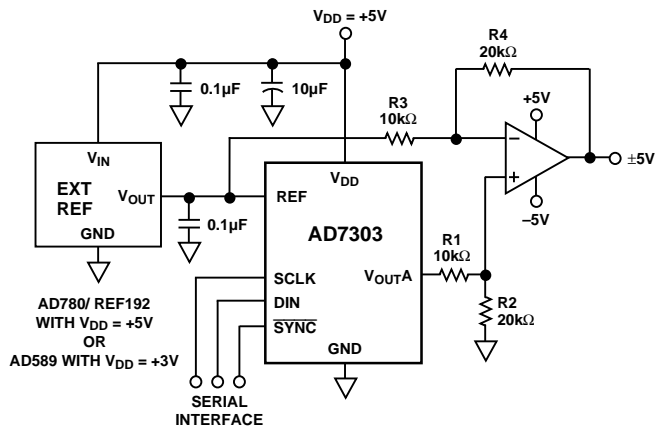 V_DD = +5V
R4
20kΩ
0.1µF
10µF
R3
10kΩ
+5V
−
+
±5V
–5V
V_IN
EXT
REF
V_OUT
GND
0.1µF
V_DD
REF
AD7303
SCLK
DIN
SYNC
V_OUTA
GND
R1
10kΩ
R2
20kΩ
AD780/ REF192
WITH V_DD = +5V
OR
AD589 WITH V_DD = +3V
SERIAL
INTERFACE